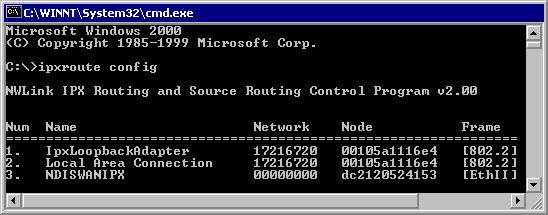 C:\WINNT\System32\cmd.exe
Microsoft Windows 2000
(C) Copyright 1985-1999 Microsoft Corp.
C:\>ipxroute config
NWLink IPX Routing and Source Routing Control Program v2.00
Num Name Network Node Frame
================================================================
1. IpxLoopbackAdapter 17216720 00105a1116e4 [802.2]
2. Local Area Connection 17216720 00105a1116e4 [802.2]
3. NDISWANIPX 00000000 dc2120524153 [EthII]